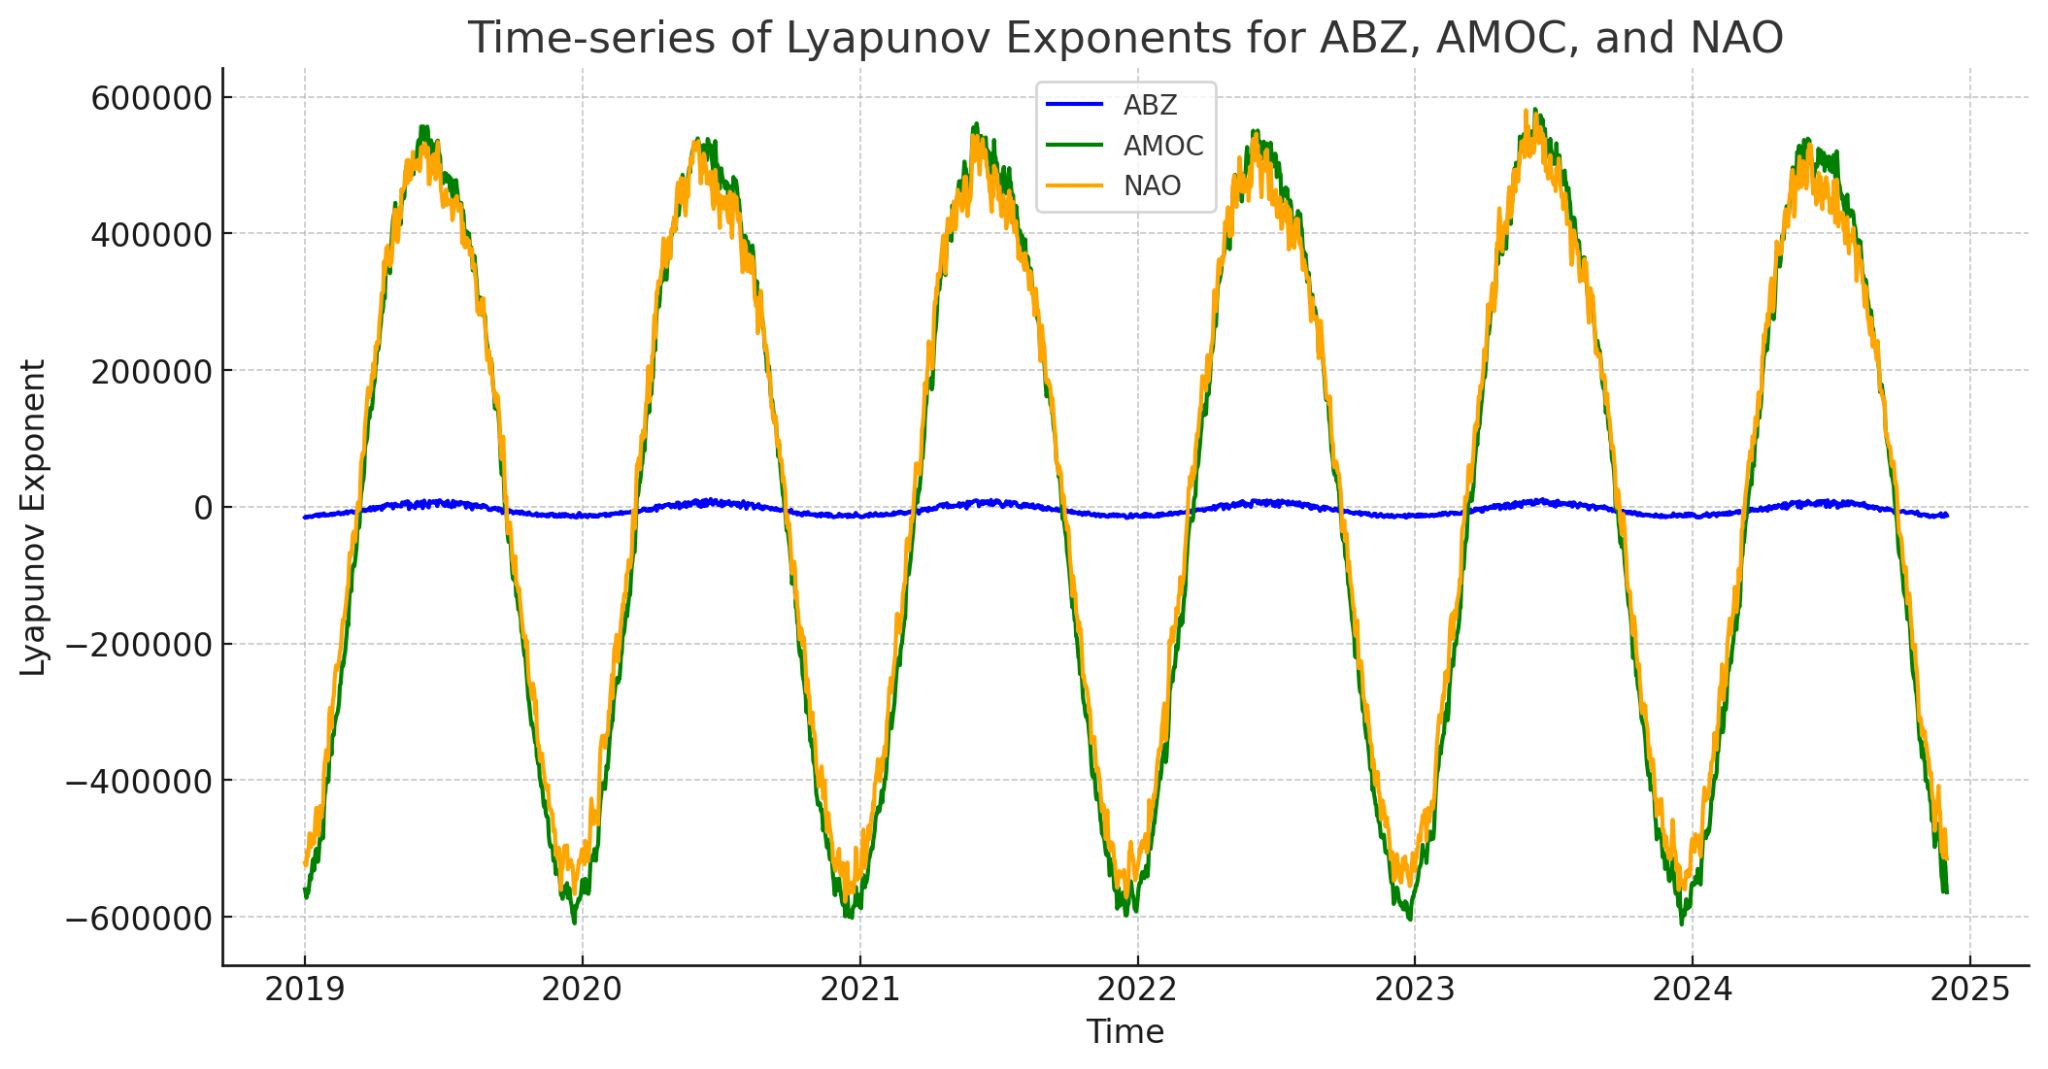 Time-series of Lyapunov Exponents for ABZ, AMOC, and NAO
ABZ
AMOC
NAO
Lyapunov Exponent
600000
400000
200000
0
−200000
−400000
−600000
2019 2020 2021 2022 2023 2024 2025
Time